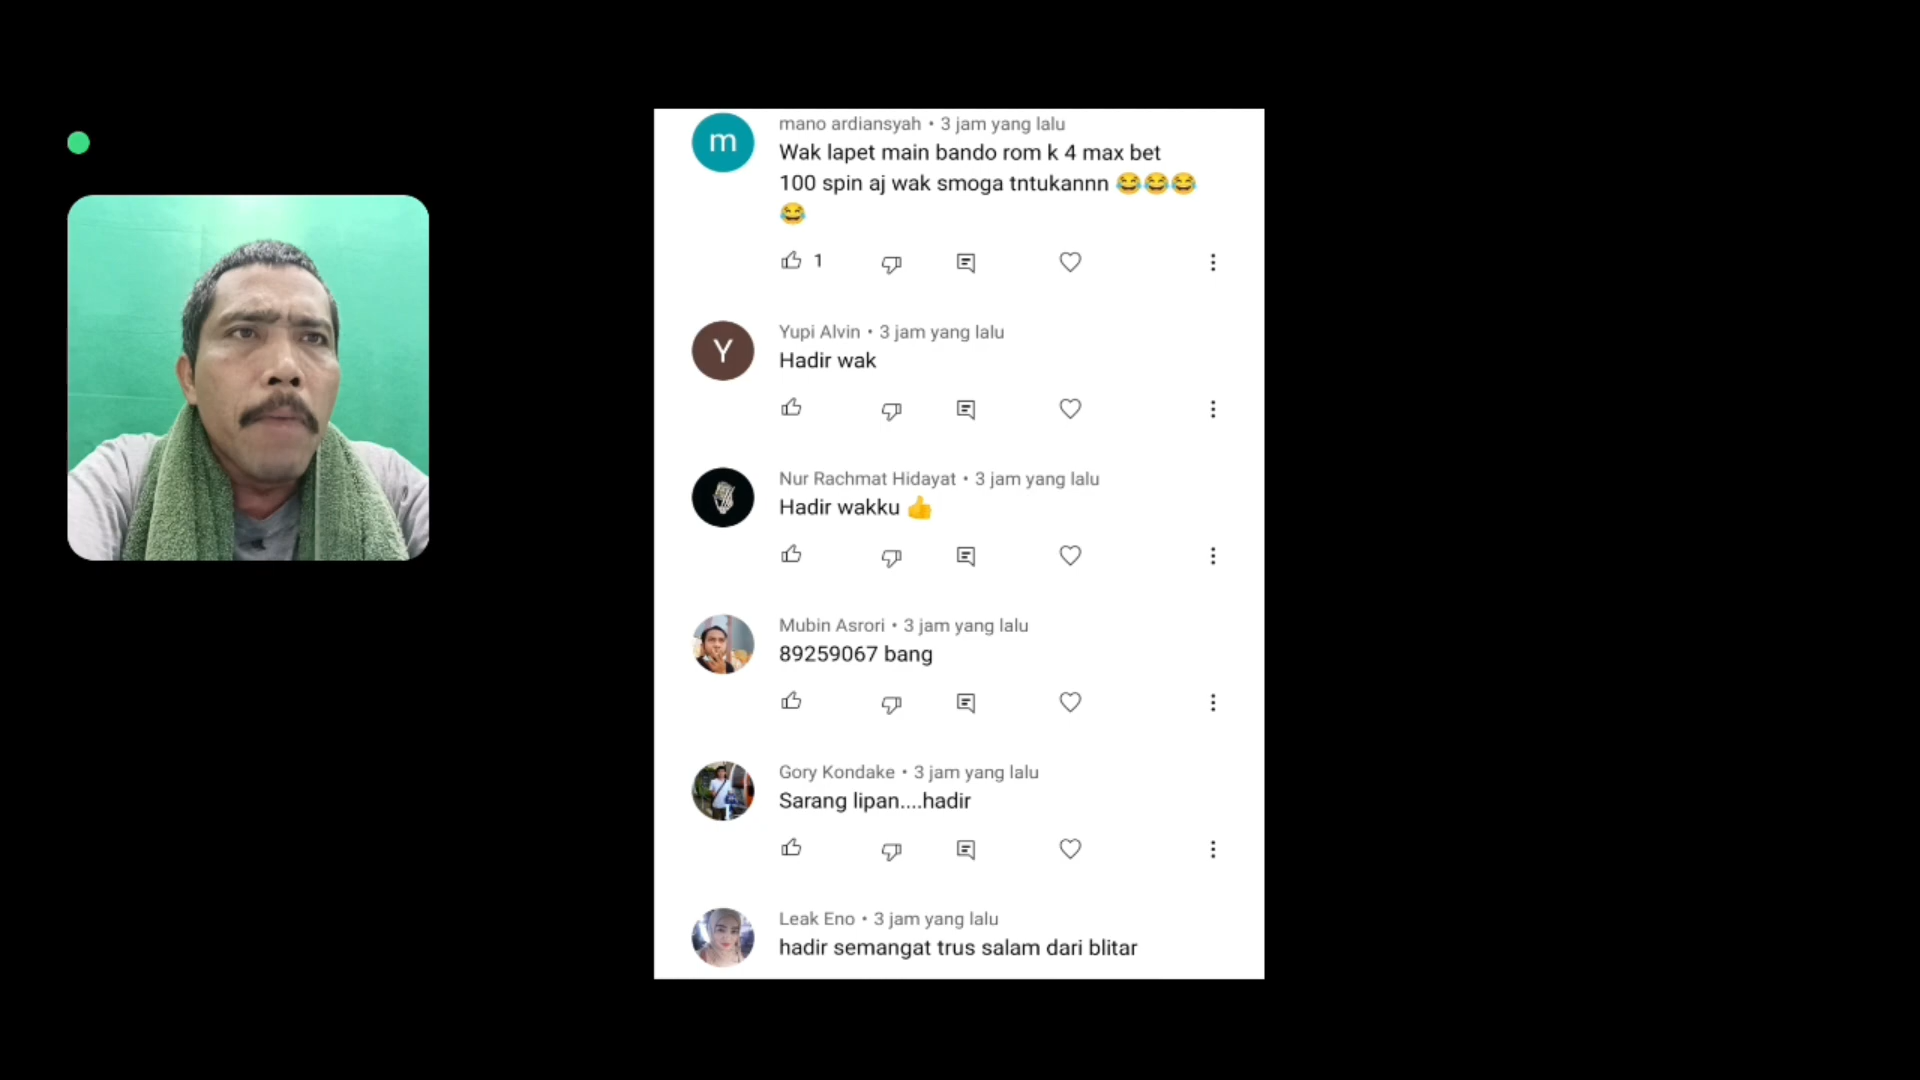 m
mano ardiansyah • 3 jam yang lalu
Wak lapet main bando rom k 4 max bet
100 spin aj wak smoga tntukannn 😂😂😂
😂
1
Y
Yupi Alvin • 3 jam yang lalu
Hadir wak
Nur Rachmat Hidayat • 3 jam yang lalu
Hadir wakku 👍
Mubin Asrori • 3 jam yang lalu
89259067 bang
Gory Kondake • 3 jam yang lalu
Sarang lipan....hadir
Leak Eno • 3 jam yang lalu
hadir semangat trus salam dari blitar